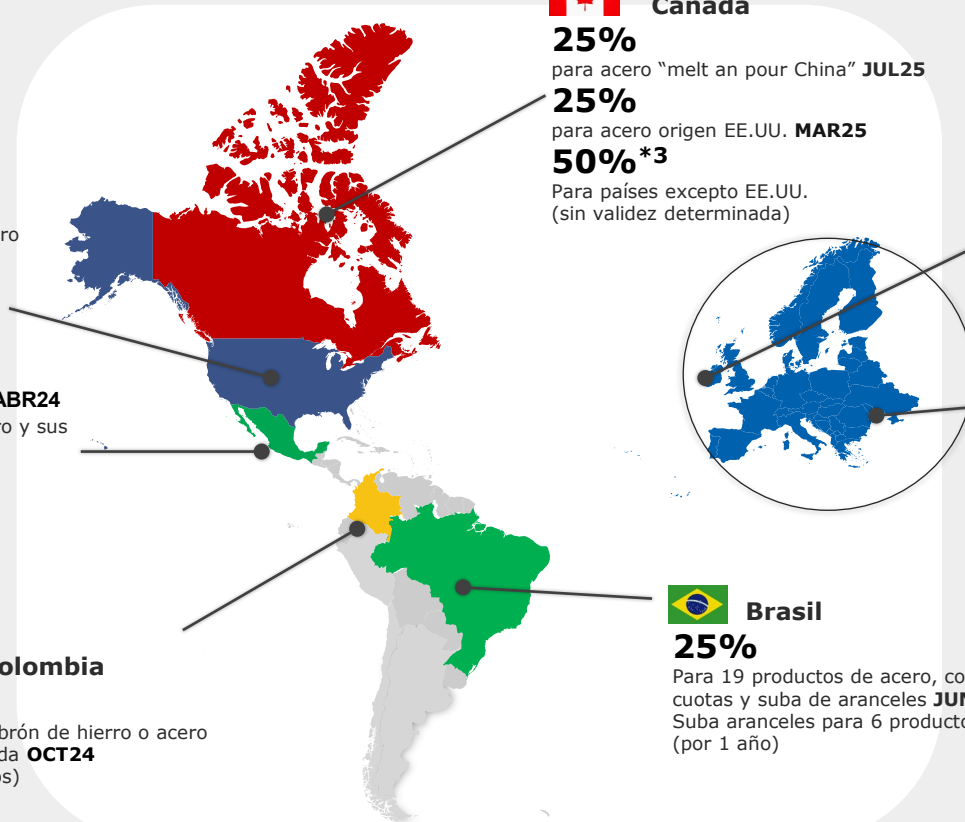 Canadá
25%
para acero “melt an pour China” JUL25
25%
para acero origen EE.UU. MAR25
50%*3
Para países excepto EE.UU.
(sin validez determinada)
ro
ABR24
ro y sus
olombia
brón de hierro o acero
da OCT24
os)
Brasil
25%
Para 19 productos de acero, co
cuotas y suba de aranceles JUN
Suba aranceles para 6 producto
(por 1 año)